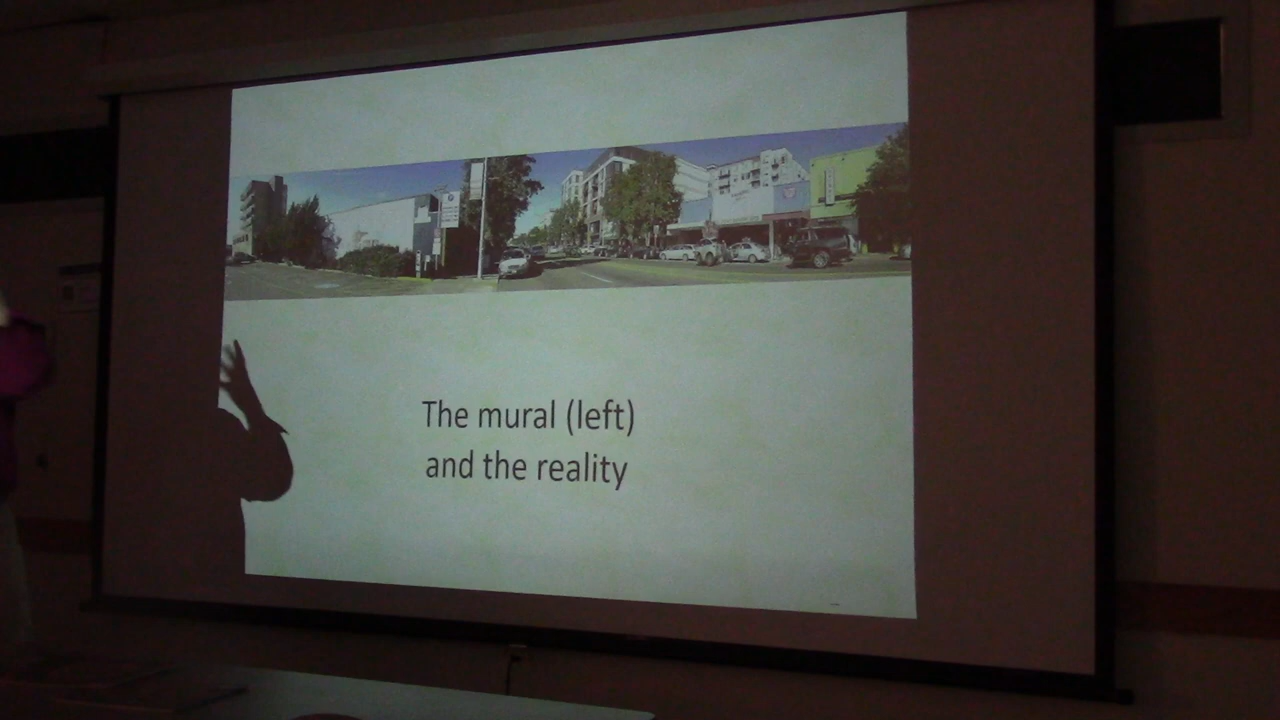 The mural (left)
and the reality